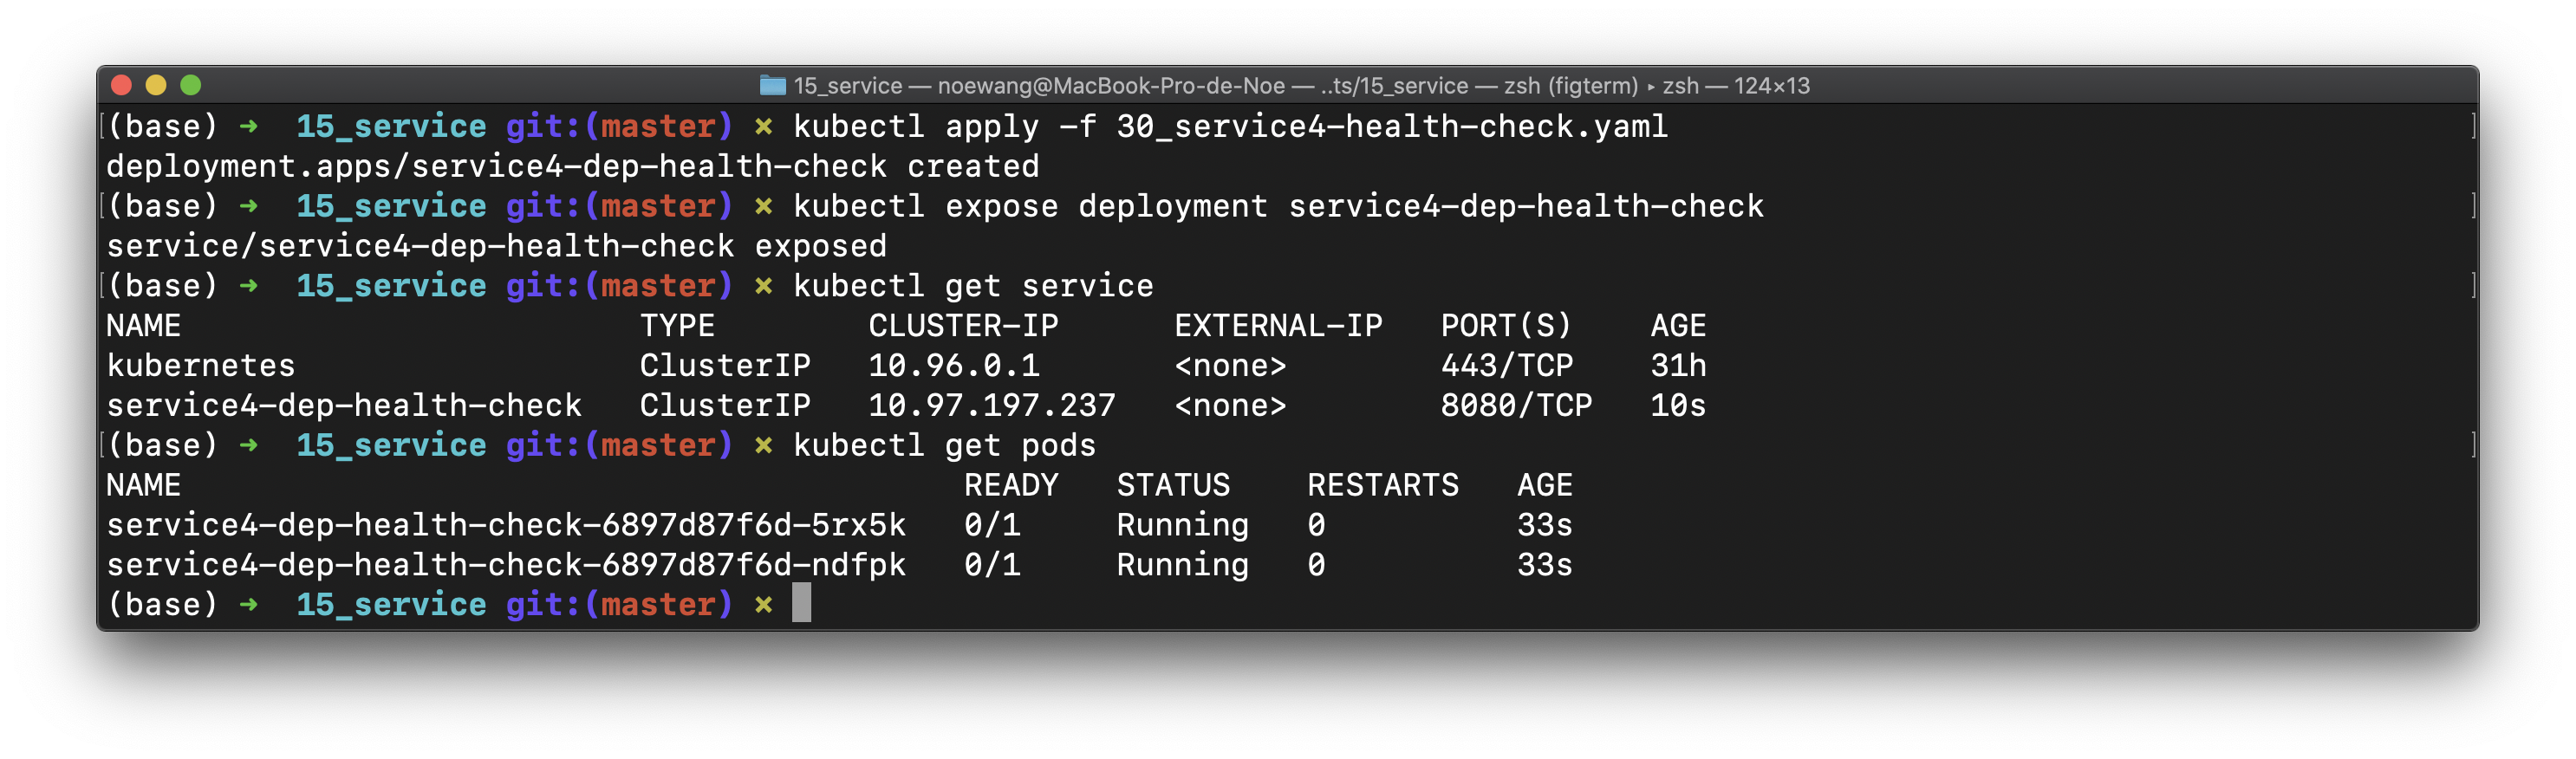 15_service — noewang@MacBook-Pro-de-Noe — ..ts/15_service — zsh (figterm) ▸ zsh — 124×13
[(base) ➜  15_service git:(master) ✗ kubectl apply -f 30_service4-health-check.yaml ]
deployment.apps/service4-dep-health-check created
[(base) ➜  15_service git:(master) ✗ kubectl expose deployment service4-dep-health-check ]
service/service4-dep-health-check exposed
[(base) ➜  15_service git:(master) ✗ kubectl get service ]
NAME                        TYPE        CLUSTER-IP      EXTERNAL-IP   PORT(S)    AGE
kubernetes                  ClusterIP   10.96.0.1       <none>        443/TCP    31h
service4-dep-health-check   ClusterIP   10.97.197.237   <none>        8080/TCP   10s
[(base) ➜  15_service git:(master) ✗ kubectl get pods ]
NAME                                         READY   STATUS    RESTARTS   AGE
service4-dep-health-check-6897d87f6d-5rx5k   0/1     Running   0          33s
service4-dep-health-check-6897d87f6d-ndfpk   0/1     Running   0          33s
(base) ➜  15_service git:(master) ✗